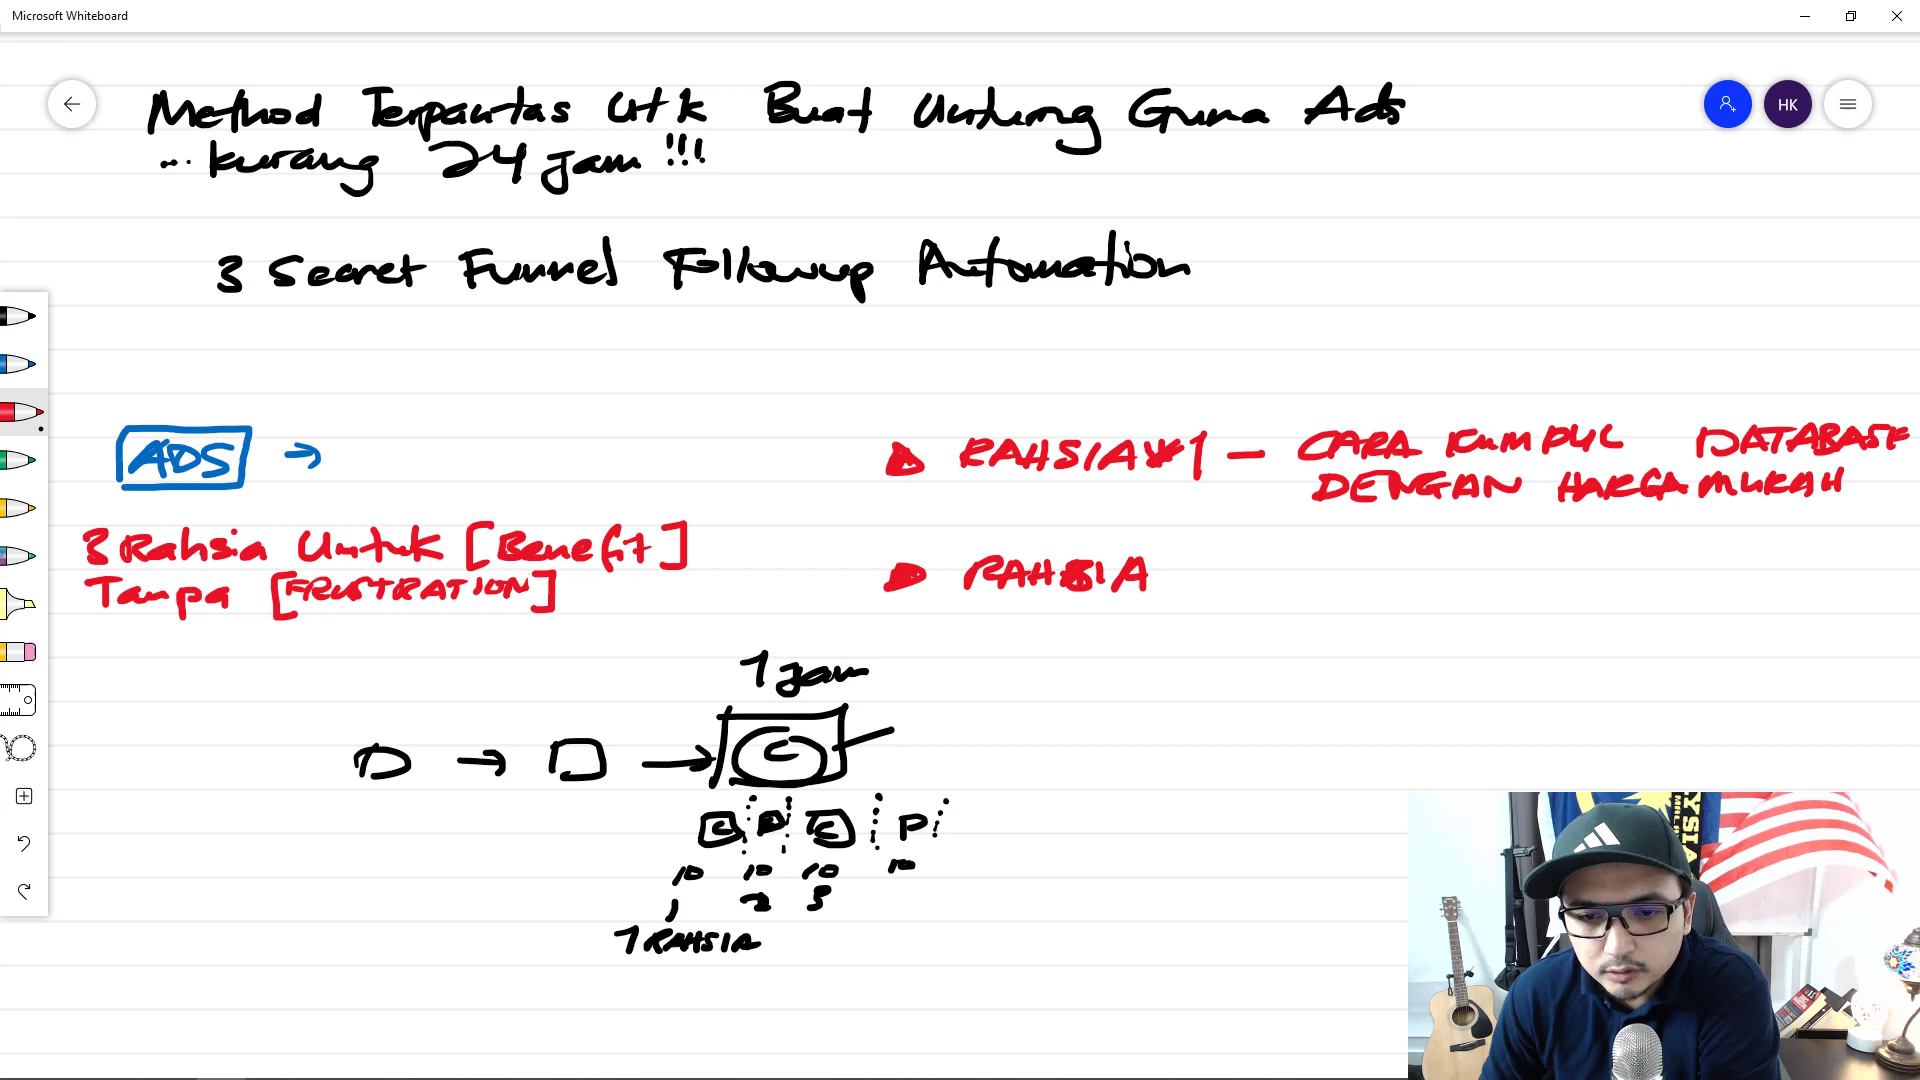 Microsoft Whiteboard
HK
Method Terpantas Utk Buat Untung Guna Ads
... kurang 24 jam !!!
3 Secret Funnel Followup Automation
ADS →
3 Rahsia Untuk [Benefit]
Tanpa [FRUSTRATION]
RAHSIA #1 - CARA KUMPUL DATABASE
DENGAN HARGA MURAH
RAHSIA
1 jam
C
C P C P
10 10 10 10
1 2 3
1 RAHSIA
YSIA